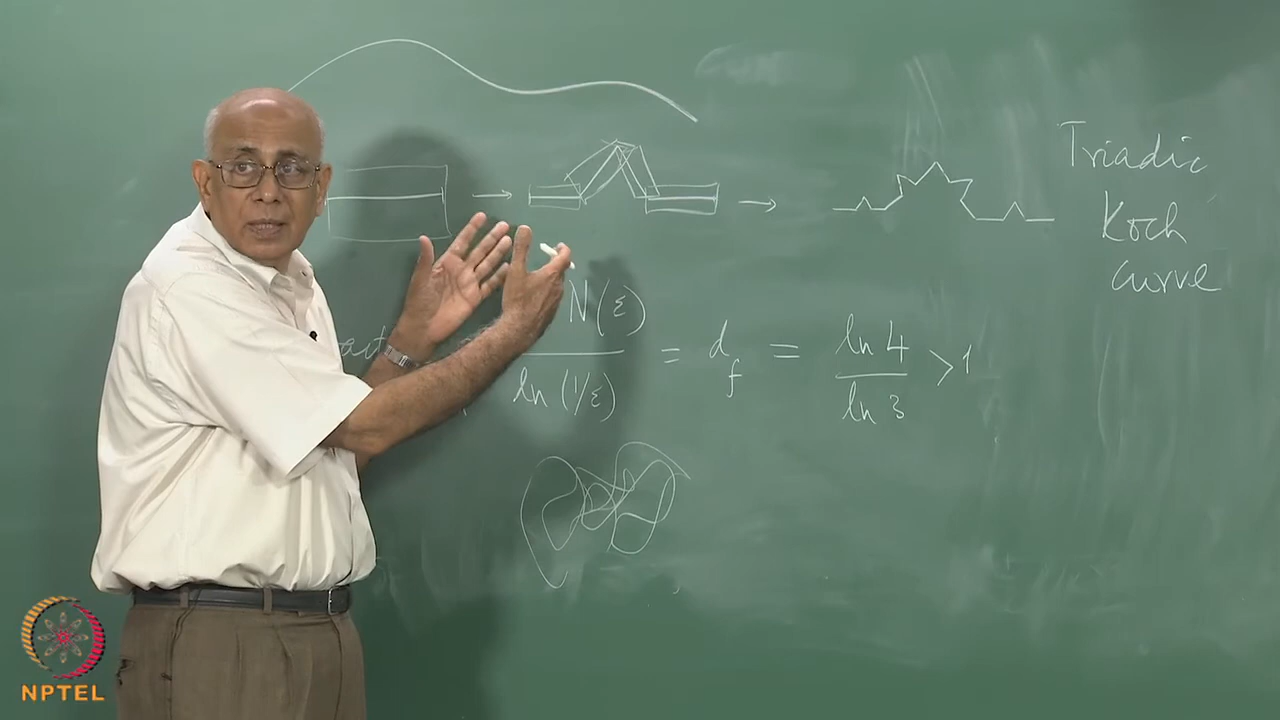 Triadic
Koch
curve
N(ε)
ln (1/ε)
= d_f = ln 4 / ln 3 > 1
NPTEL